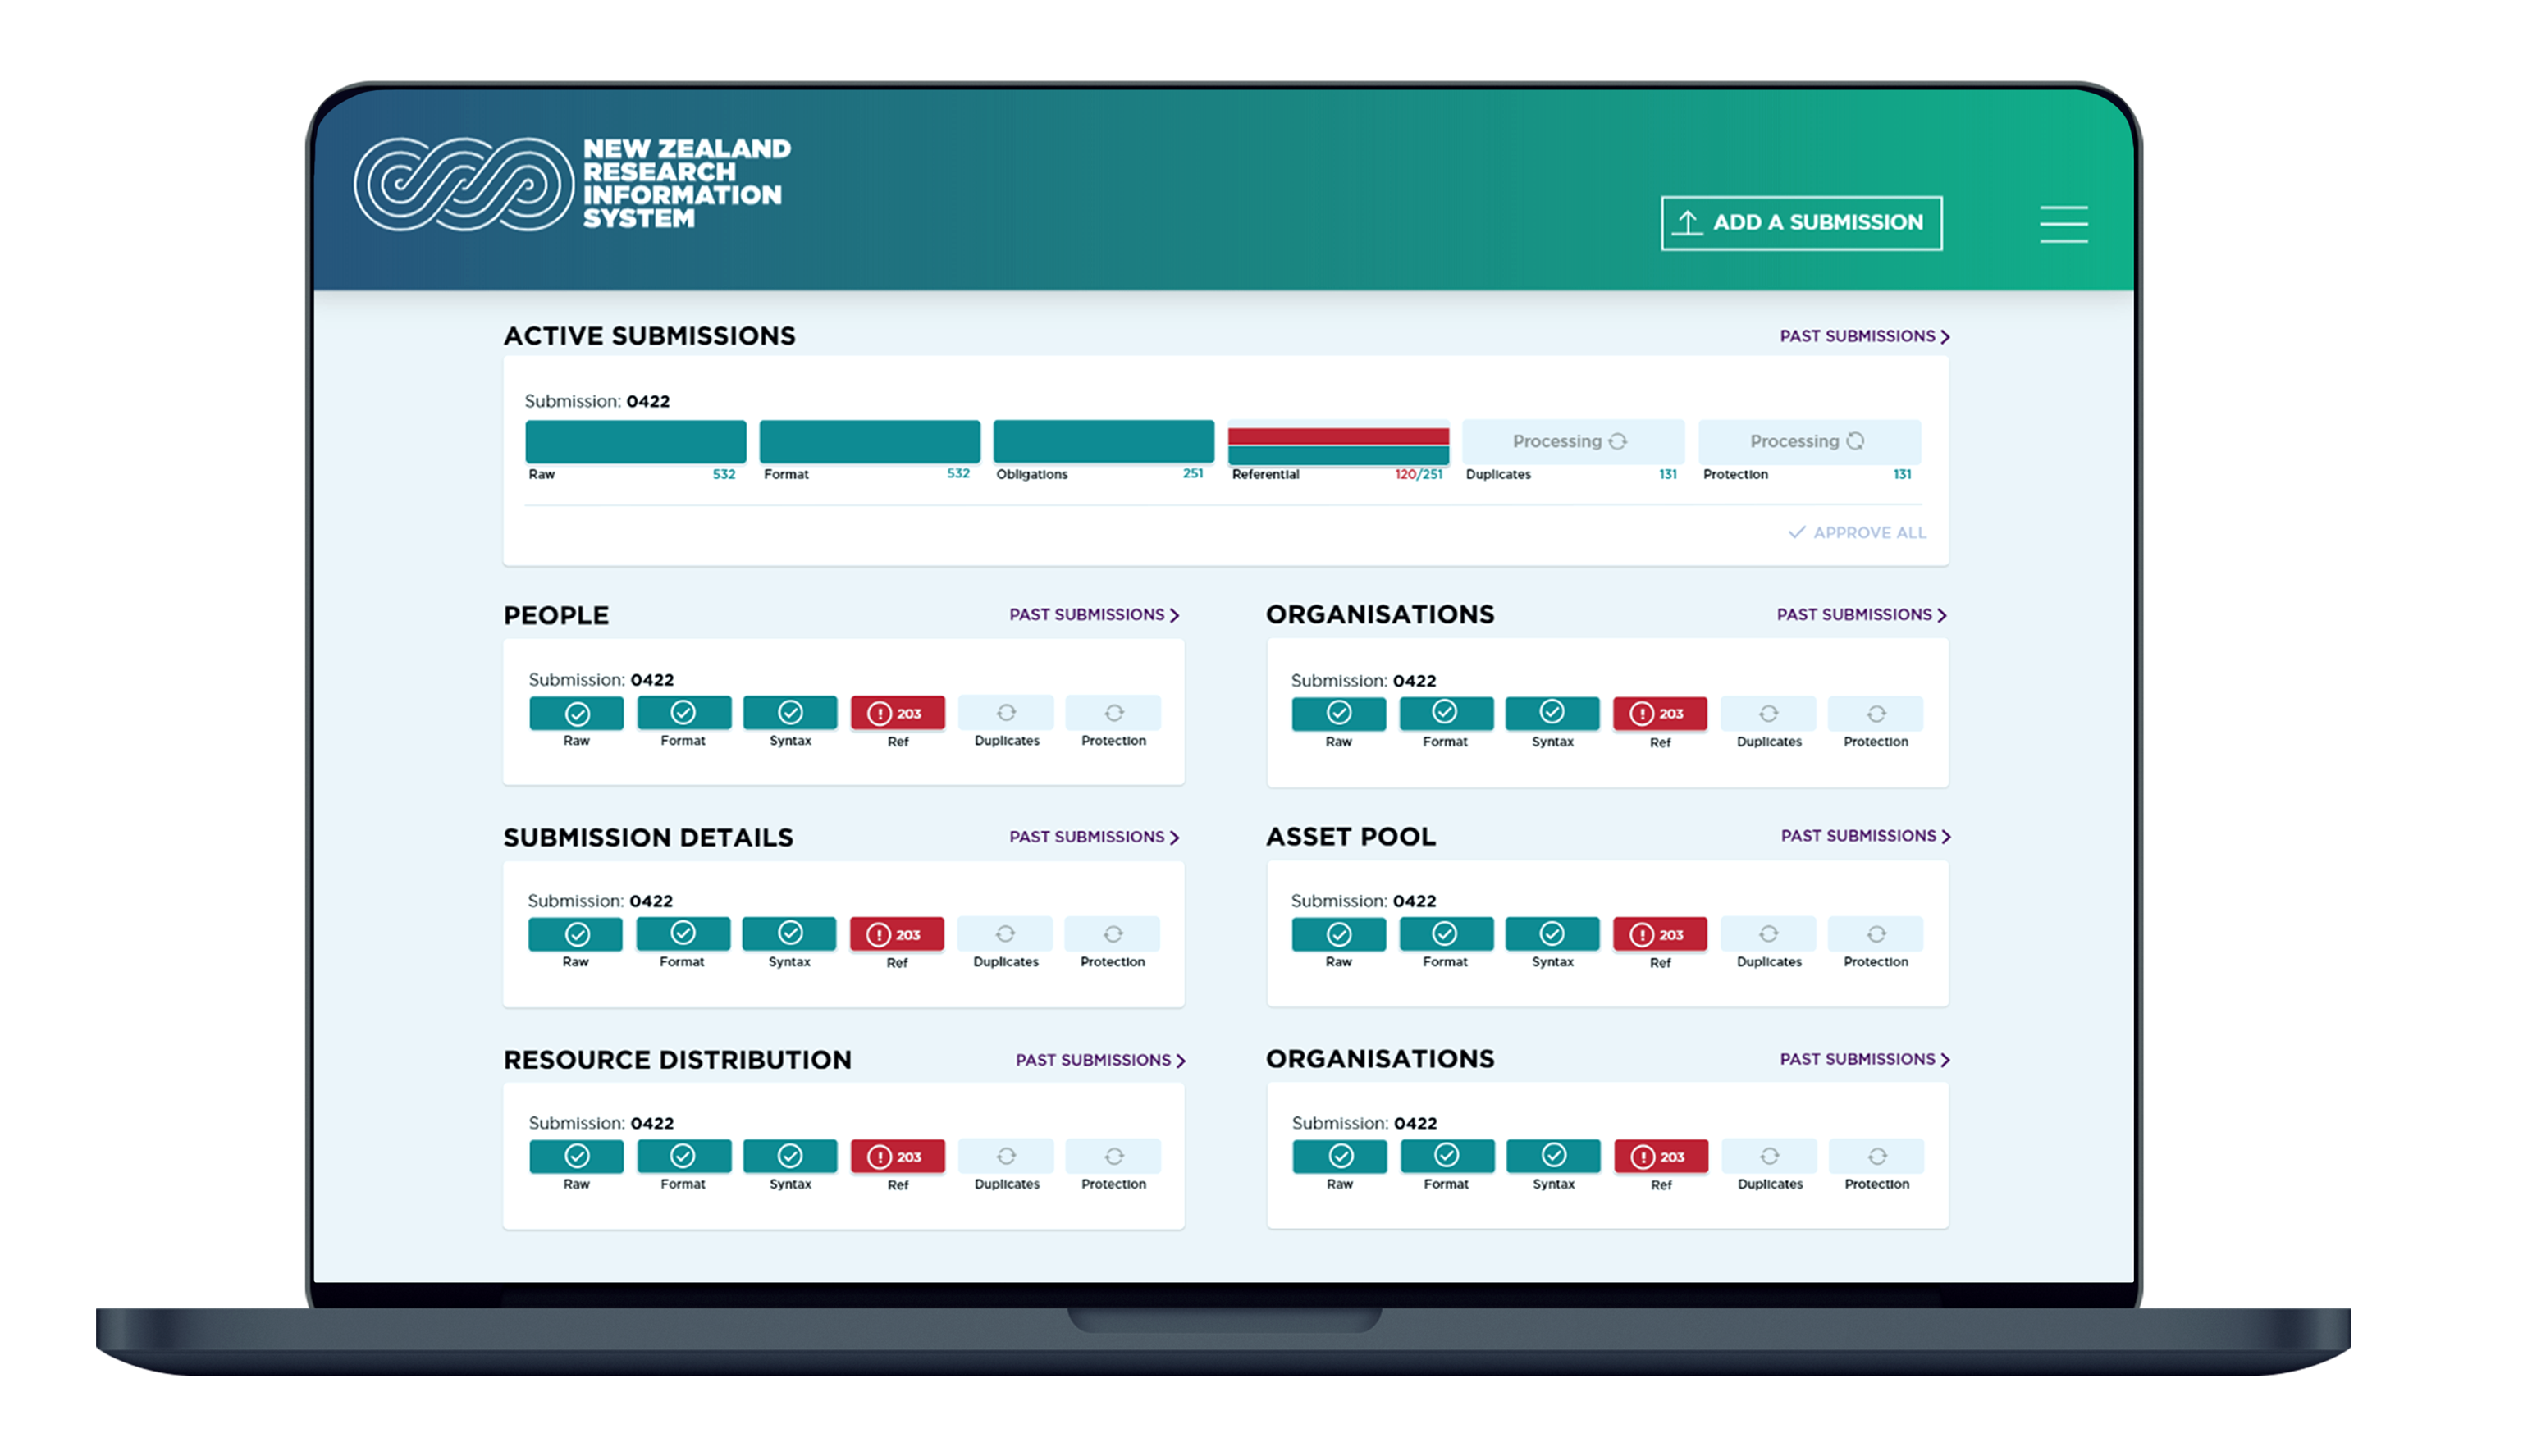 NEW ZEALAND
RESEARCH
INFORMATION
SYSTEM
ADD A SUBMISSION
ACTIVE SUBMISSIONS
PAST SUBMISSIONS
Submission: 0422
Processing
Processing
Raw 532
Format 532
Obligations 251
Referential 120/251
Duplicates 131
Protection 131
APPROVE ALL
PEOPLE
PAST SUBMISSIONS
Submission: 0422
203
Raw Format Syntax Ref Duplicates Protection
ORGANISATIONS
PAST SUBMISSIONS
Submission: 0422
203
Raw Format Syntax Ref Duplicates Protection
SUBMISSION DETAILS
PAST SUBMISSIONS
Submission: 0422
203
Raw Format Syntax Ref Duplicates Protection
ASSET POOL
PAST SUBMISSIONS
Submission: 0422
203
Raw Format Syntax Ref Duplicates Protection
RESOURCE DISTRIBUTION
PAST SUBMISSIONS
Submission: 0422
203
Raw Format Syntax Ref Duplicates Protection
ORGANISATIONS
PAST SUBMISSIONS
Submission: 0422
203
Raw Format Syntax Ref Duplicates Protection